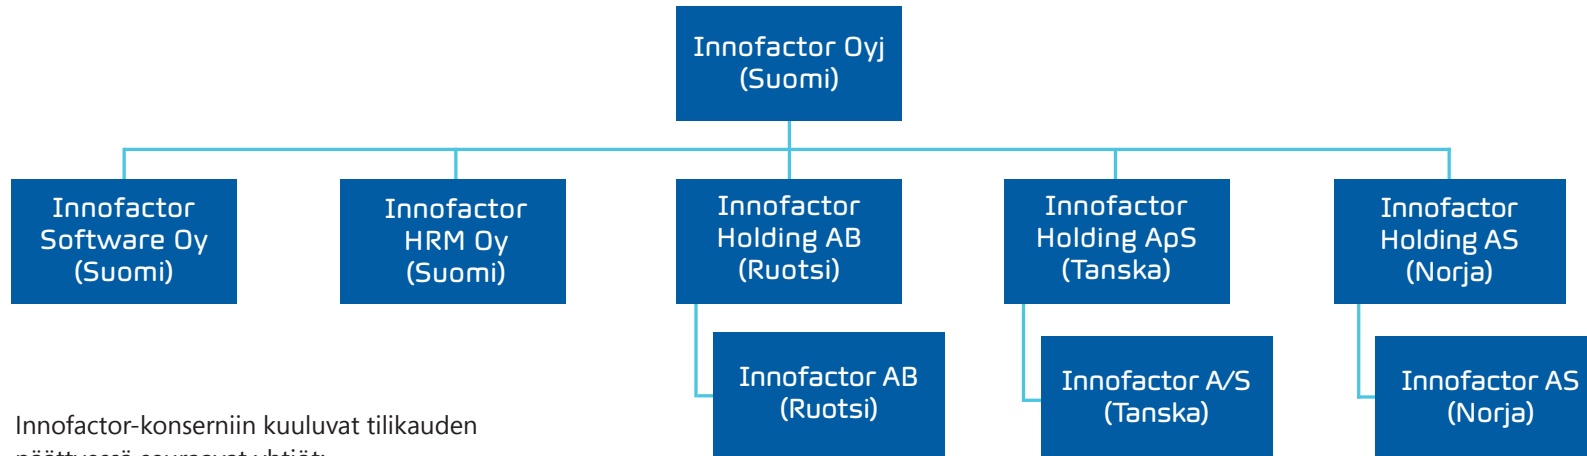 Innofactor Oyj
(Suomi)
Innofactor
Software Oy
(Suomi)
Innofactor
HRM Oy
(Suomi)
Innofactor
Holding AB
(Ruotsi)
Innofactor
Holding ApS
(Tanska)
Innofactor
Holding AS
(Norja)
Innofactor AB
(Ruotsi)
Innofactor A/S
(Tanska)
Innofactor AS
(Norja)
Innofactor-konserniin kuuluvat tilikauden